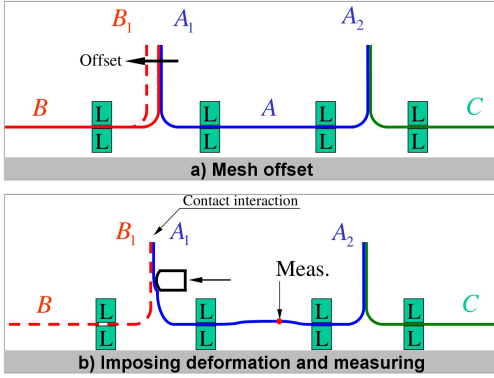 B1 A1 A2
Offset
B A C
L L L L
L L L L
a) Mesh offset
Contact interaction
B1 A1 A2
Meas.
B C
L L L L
L L L L
b) Imposing deformation and measuring